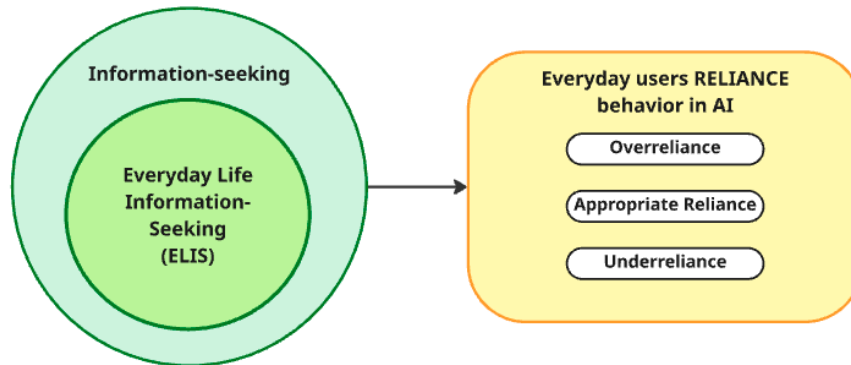 Information-seeking
Everyday Life
Information-
Seeking
(ELIS)
Everyday users RELIANCE
behavior in AI
Overreliance
Appropriate Reliance
Underreliance